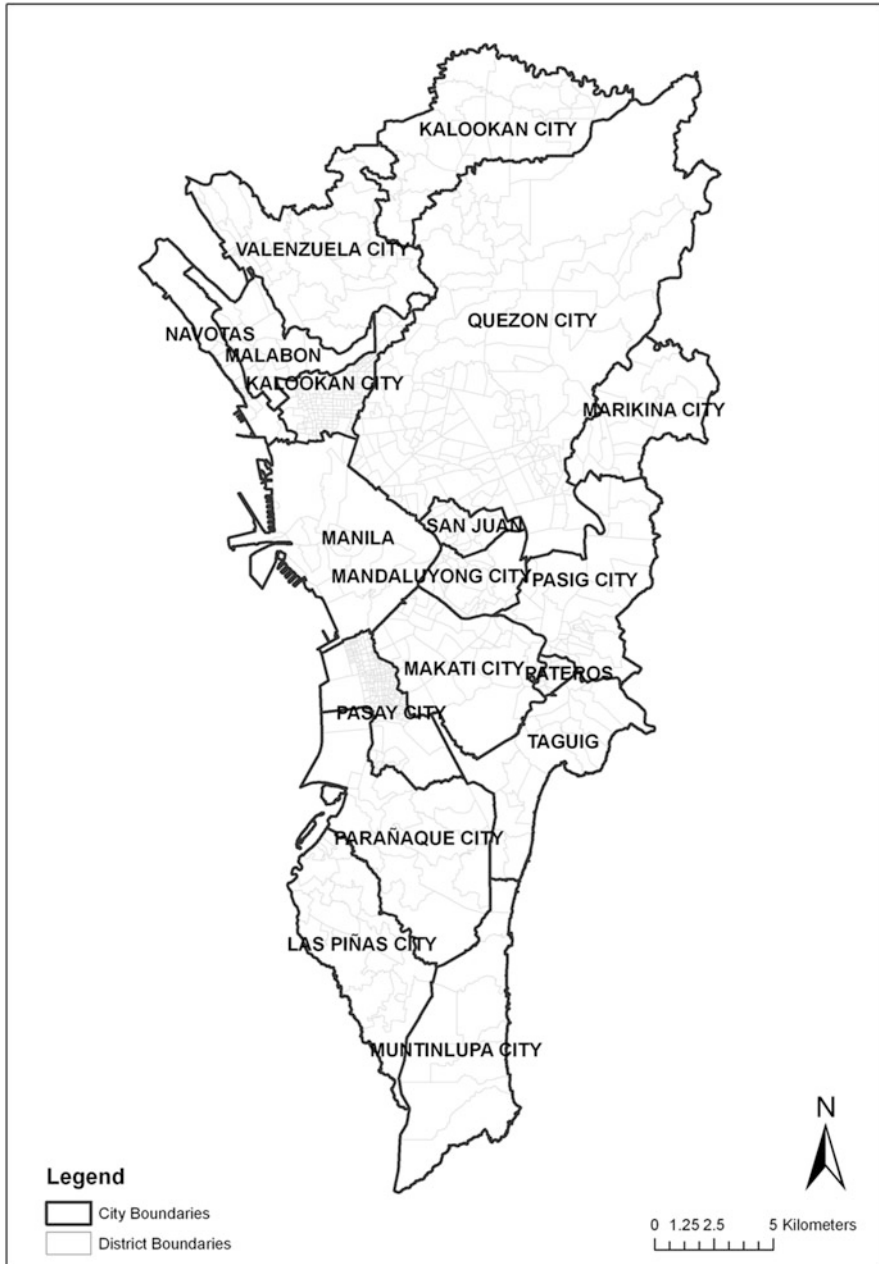 KALOOKAN CITY
VALENZUELA CITY
QUEZON CITY
NAVOTAS
MALABON
KALOOKAN CITY
MARIKINA CITY
SAN JUAN
MANILA
MANDALUYONG CITY
PASIG CITY
MAKATI CITY
PATEROS
PASAY CITY
TAGUIG
PARAÑAQUE CITY
LAS PIÑAS CITY
MUNTINLUPA CITY
N
Legend
City Boundaries
District Boundaries
0 1.25 2.5 5 Kilometers